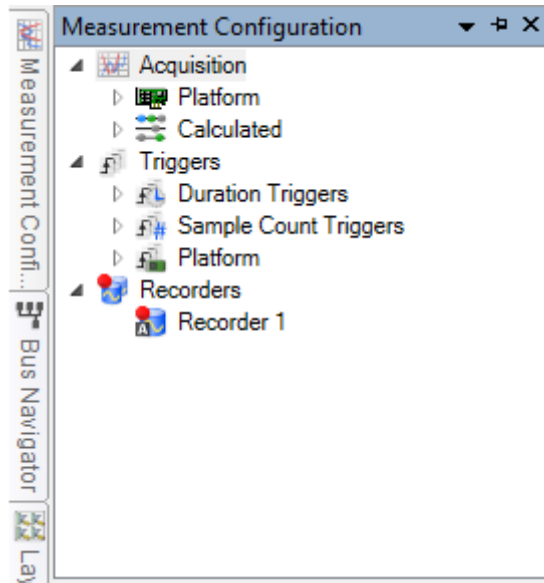 Measurement Configuration
Acquisition
Platform
Calculated
Triggers
Duration Triggers
Sample Count Triggers
Platform
Recorders
Recorder 1
Measurement Confi...
Bus Navigator
Lay